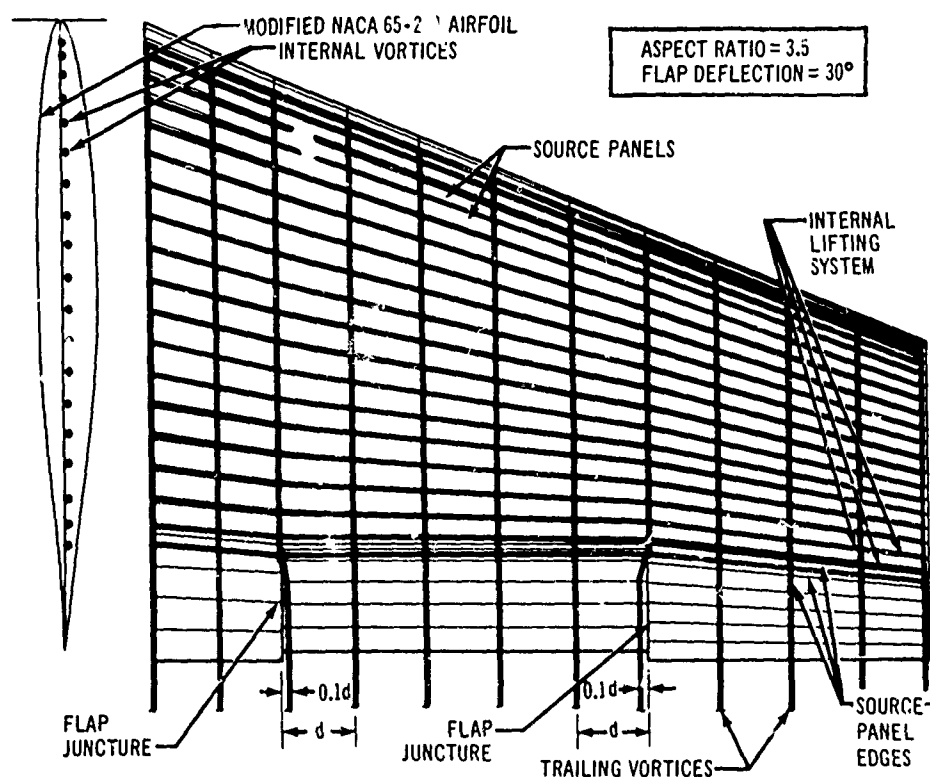 MODIFIED NACA 65-2 AIRFOIL
INTERNAL VORTICES
ASPECT RATIO = 3.5
FLAP DEFLECTION = 30°
SOURCE PANELS
INTERNAL
LIFTING
SYSTEM
0.1d
0.1d
d
d
FLAP
JUNCTURE
FLAP
JUNCTURE
TRAILING VORTICES
SOURCE-
PANEL
EDGES